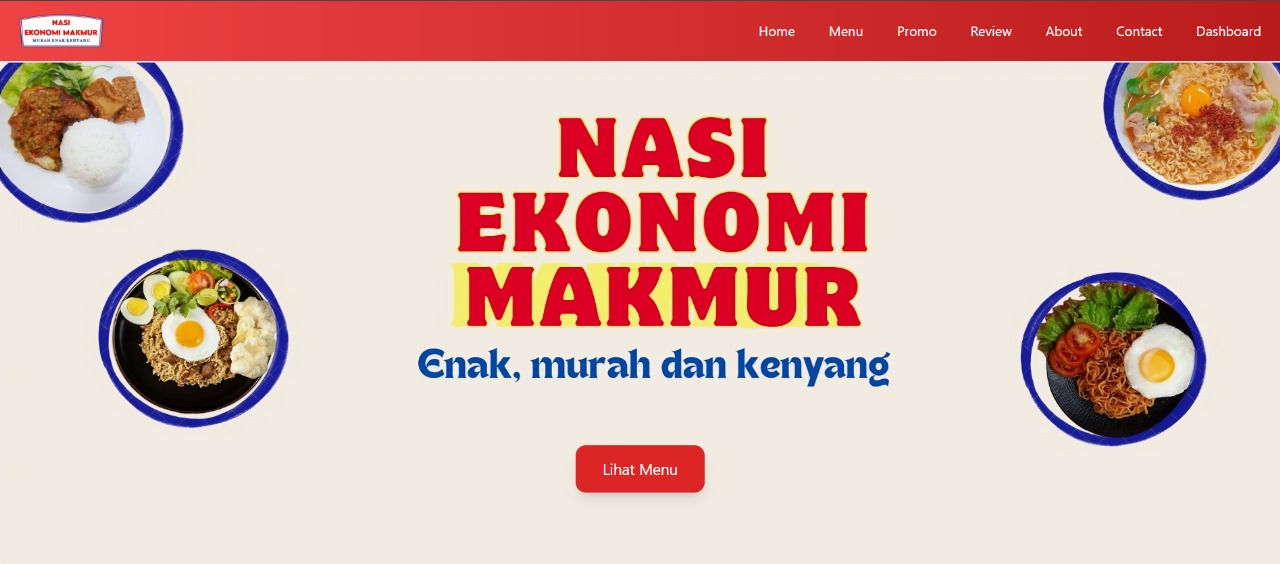 NASI
EKONOMI MAKMUR
MURAH ENAK KENYANG
Home Menu Promo Review About Contact Dashboard
NASI
EKONOMI
MAKMUR
Enak, murah dan kenyang
Lihat Menu